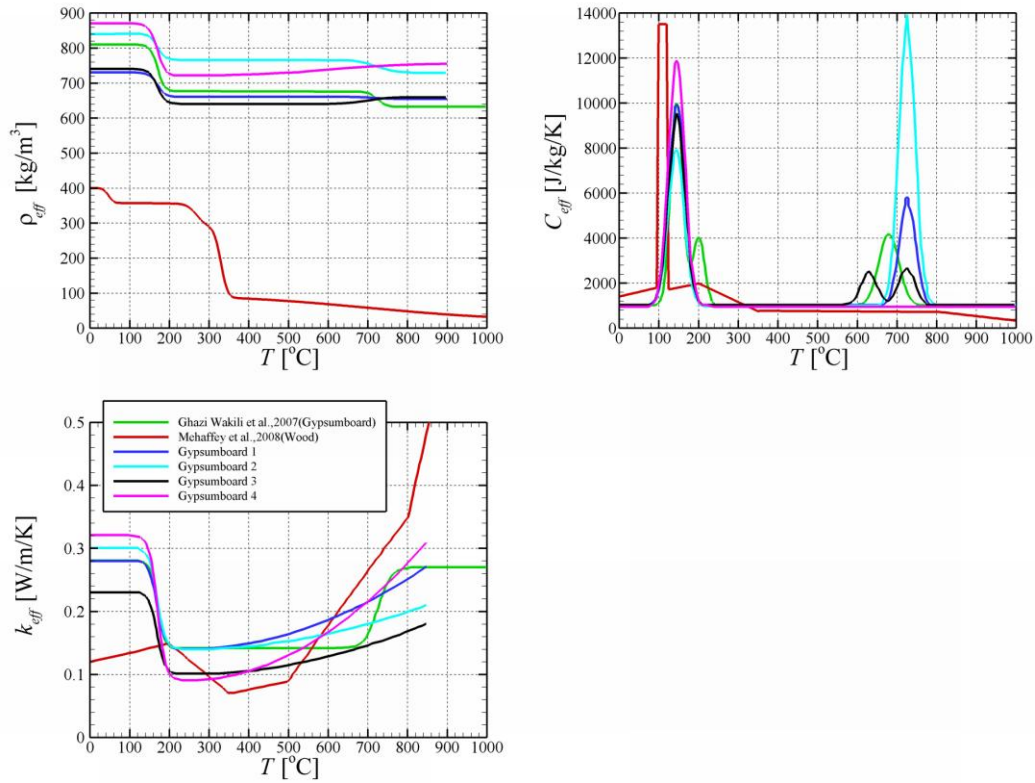 ρeff [kg/m³]
900
800
700
600
500
400
300
200
100
0
0 100 200 300 400 500 600 700 800 900 1000
T [°C]
Ceff [J/kg/K]
14000
12000
10000
8000
6000
4000
2000
0
0 100 200 300 400 500 600 700 800 900 1000
T [°C]
keff [W/m/K]
0.5
0.4
0.3
0.2
0.1
0
Ghazi Wakili et al.,2007(Gypsumboard)
Mehaffey et al.,2008(Wood)
Gypsumboard 1
Gypsumboard 2
Gypsumboard 3
Gypsumboard 4
0 100 200 300 400 500 600 700 800 900 1000
T [°C]